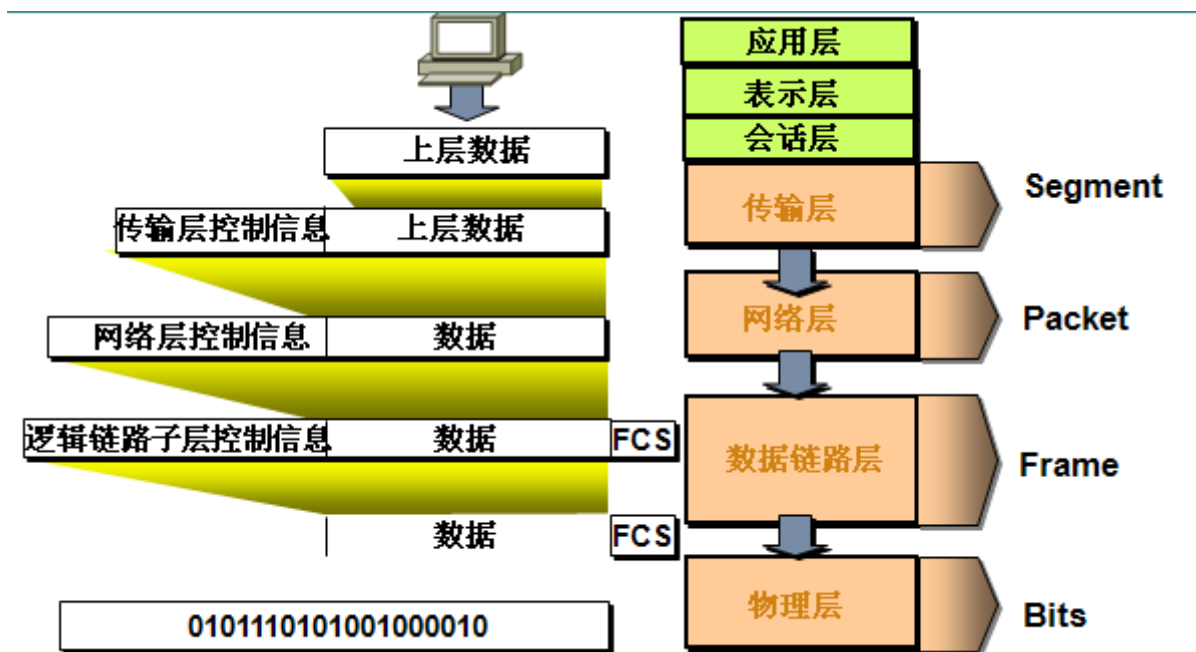 应用层
表示层
会话层
上层数据
传输层
Segment
传输层控制信息 上层数据
网络层
Packet
网络层控制信息 数据
逻辑链路子层控制信息 数据 FCS
数据链路层
Frame
数据 FCS
物理层
Bits
0101110101001000010